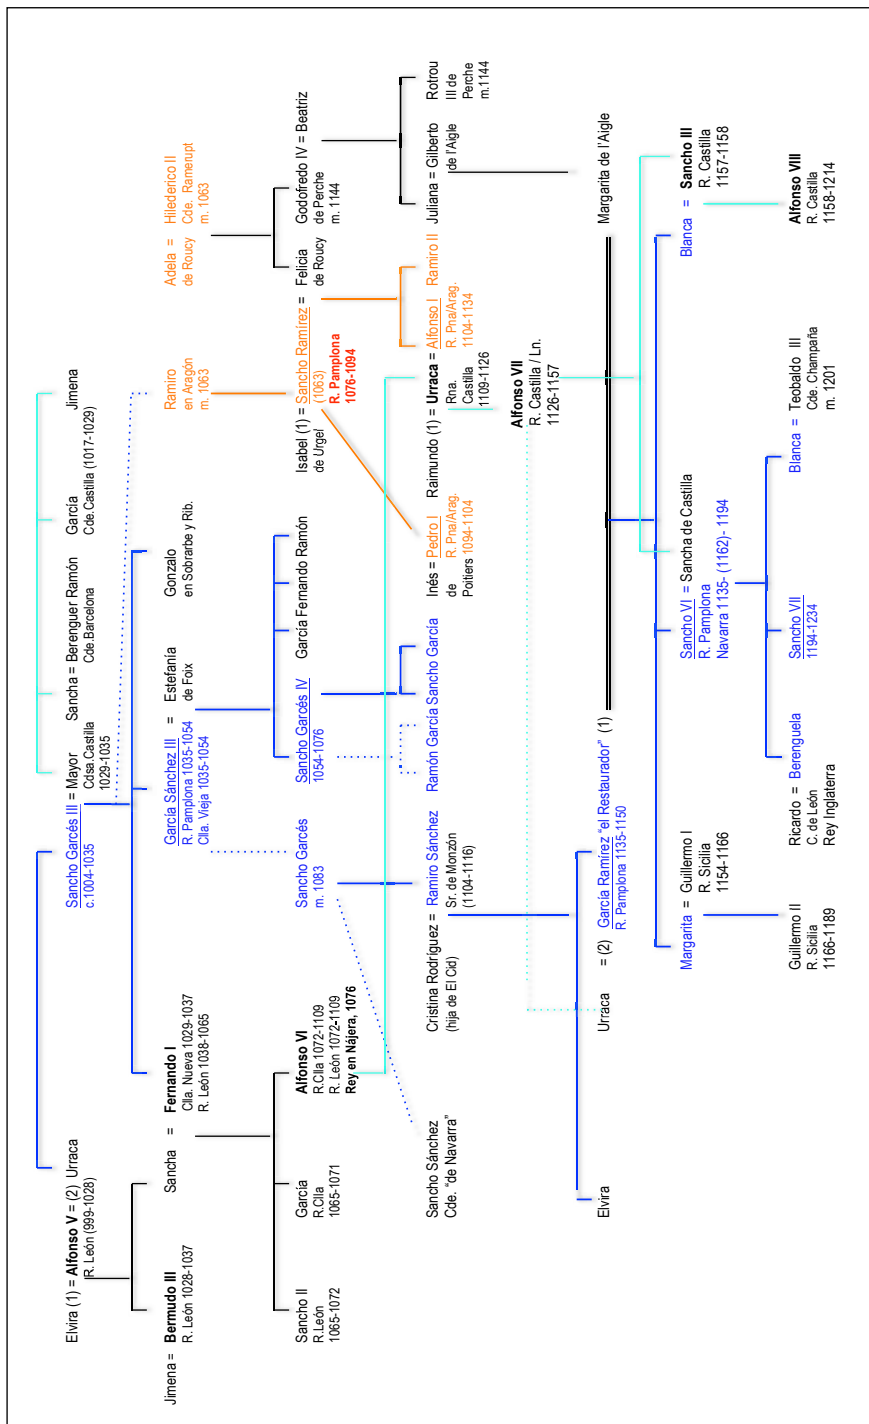 Elvira (1) = Alfonso V = (2) Urraca
R. León (999-1028)
Sancho Garcés III = Mayor
c.1004-1035
Cdsa.Castilla
1029-1035
Sancha = Berenguer Ramón
Cde.Barcelona
García
Cde.Castilla (1017-1029)
Jimena
Jimena = Bermudo III
R. León 1028-1037
Sancha = Fernando I
Clla. Nueva 1029-1037
R. León 1038-1065
García Sánchez III = Estefanía
R. Pamplona 1035-1054
Clla. Vieja 1035-1054
de Foix
Gonzalo
en Sobrarbe y Rib.
Ramiro
en Aragón
m. 1063
Adela = Hilederico II
de Roucy
Cde. Ramerupt
m. 1063
Sancho II
R.León
1065-1072
García
R.Clla
1065-1071
Alfonso VI
R.Clla 1072-1109
R. León 1072-1109
Rey en Nájera, 1076
Sancho Garcés
m. 1083
Sancho Garcés IV
1054-1076
García Fernando Ramón
Isabel (1) = Sancho Ramírez = Felicia
de Urgel
(1063)
R. Pamplona
1076-1094
de Roucy
Godofredo IV = Beatriz
de Perche
m. 1144
Sancho Sánchez
Cde. "de Navarra"
Cristina Rodríguez = Ramiro Sánchez
(hija de El Cid)
Sr. de Monzón
(1104-1116)
Ramón García Sancho García
Inés = Pedro I
de R. Pna/Arag.
Poitiers 1094-1104
Raimundo (1) = Urraca = Alfonso I
Rna.
Castilla
1109-1126
R. Pna/Arag.
1104-1134
Ramiro II
Juliana = Gilberto
de l'Aigle
Rotrou
III de
Perche
m.1144
Alfonso VII
R. Castilla / Ln.
1126-1157
Elvira
Urraca = (2) García Ramírez "el Restaurador" (1)
R. Pamplona 1135-1150
Margarita de l'Aigle
Margarita = Guillermo I
R. Sicilia
1154-1166
Sancho VI = Sancha de Castilla
R. Pamplona
Navarra 1135- (1162)- 1194
Blanca = Sancho III
R. Castilla
1157-1158
Guillermo II
R. Sicilia
1166-1189
Ricardo = Berenguela
C. de León
Rey Inglaterra
Sancho VII
1194-1234
Blanca = Teobaldo III
Cde. Champaña
m. 1201
Alfonso VIII
R. Castilla
1158-1214